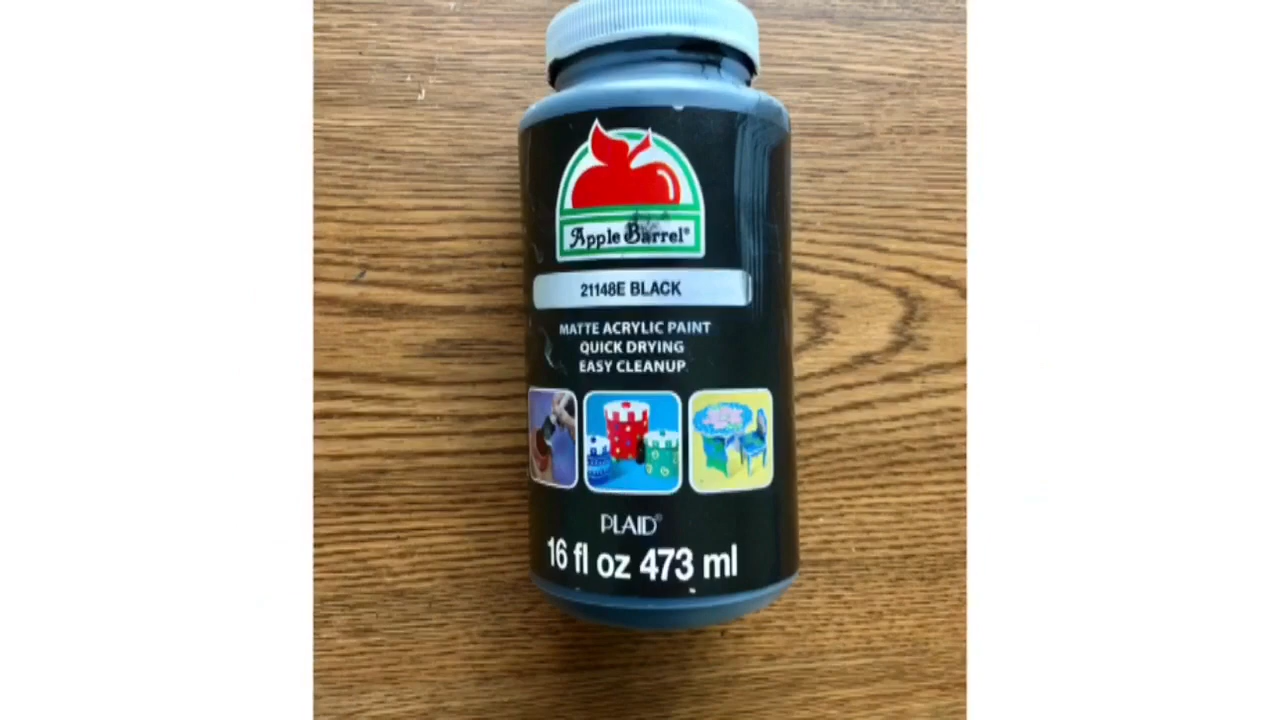 Apple Barrel®
21148E BLACK
MATTE ACRYLIC PAINT
QUICK DRYING
EASY CLEANUP
PLAID®
16 fl oz 473 ml